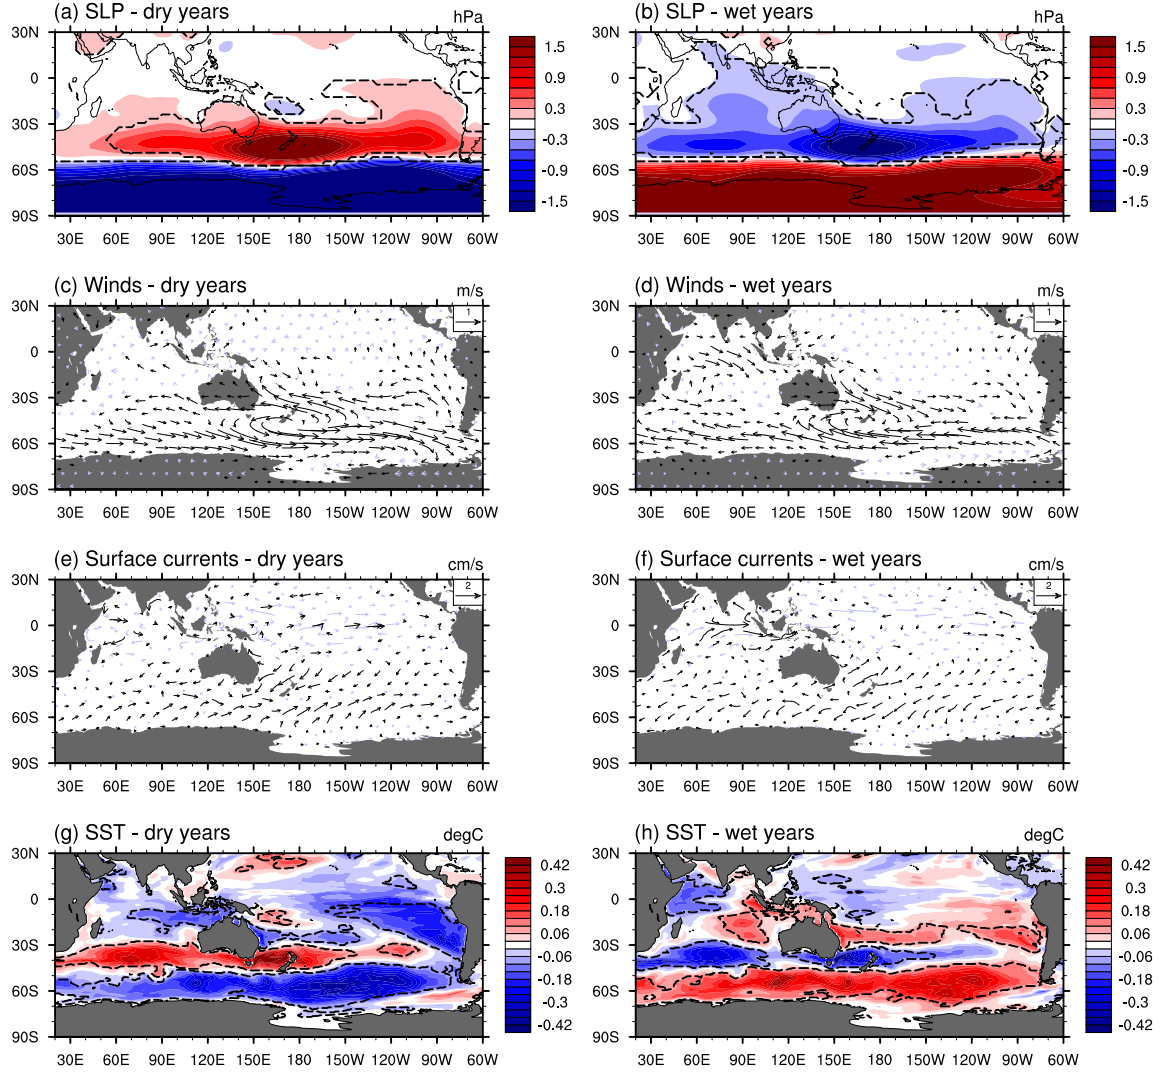 (a) SLP - dry years hPa
30N
0
30S
60S
90S
30E 60E 90E 120E 150E 180 150W 120W 90W 60W
1.5
0.9
0.3
-0.3
-0.9
-1.5
(b) SLP - wet years hPa
30N
0
30S
60S
90S
30E 60E 90E 120E 150E 180 150W 120W 90W 60W
1.5
0.9
0.3
-0.3
-0.9
-1.5
(c) Winds - dry years m/s
1
30N
0
30S
60S
90S
30E 60E 90E 120E 150E 180 150W 120W 90W 60W
(d) Winds - wet years m/s
1
30N
0
30S
60S
90S
30E 60E 90E 120E 150E 180 150W 120W 90W 60W
(e) Surface currents - dry years cm/s
2
30N
0
30S
60S
90S
30E 60E 90E 120E 150E 180 150W 120W 90W 60W
(f) Surface currents - wet years cm/s
2
30N
0
30S
60S
90S
30E 60E 90E 120E 150E 180 150W 120W 90W 60W
(g) SST - dry years degC
30N
0
30S
60S
90S
30E 60E 90E 120E 150E 180 150W 120W 90W 60W
0.42
0.3
0.18
0.06
-0.06
-0.18
-0.3
-0.42
(h) SST - wet years degC
30N
0
30S
60S
90S
30E 60E 90E 120E 150E 180 150W 120W 90W 60W
0.42
0.3
0.18
0.06
-0.06
-0.18
-0.3
-0.42